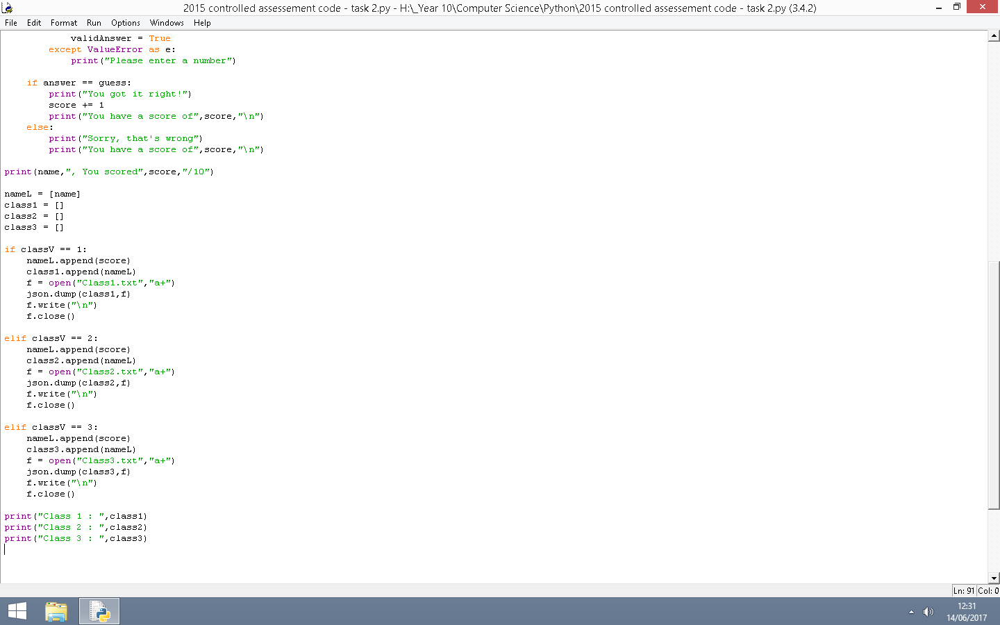 2015 controlled assessement code - task 2.py - H:\_Year 10\Computer Science\Python\2015 controlled assessement code - task 2.py (3.4.2)
File Edit Format Run Options Windows Help
            validAnswer = True
        except ValueError as e:
            print("Please enter a number")
    if answer == guess:
        print("You got it right!")
        score += 1
        print("You have a score of",score,"\n")
    else:
        print("Sorry, that's wrong")
        print("You have a score of",score,"\n")
print(name,", You scored",score,"/10")
nameL = [name]
class1 = []
class2 = []
class3 = []
if classV == 1:
    nameL.append(score)
    class1.append(nameL)
    f = open("Class1.txt","a+")
    json.dump(class1,f)
    f.write("\n")
    f.close()
elif classV == 2:
    nameL.append(score)
    class2.append(nameL)
    f = open("Class2.txt","a+")
    json.dump(class2,f)
    f.write("\n")
    f.close()
elif classV == 3:
    nameL.append(score)
    class3.append(nameL)
    f = open("Class3.txt","a+")
    json.dump(class3,f)
    f.write("\n")
    f.close()
print("Class 1 : ",class1)
print("Class 2 : ",class2)
print("Class 3 : ",class3)
Ln: 91 Col: 0
12:31
14/06/2017